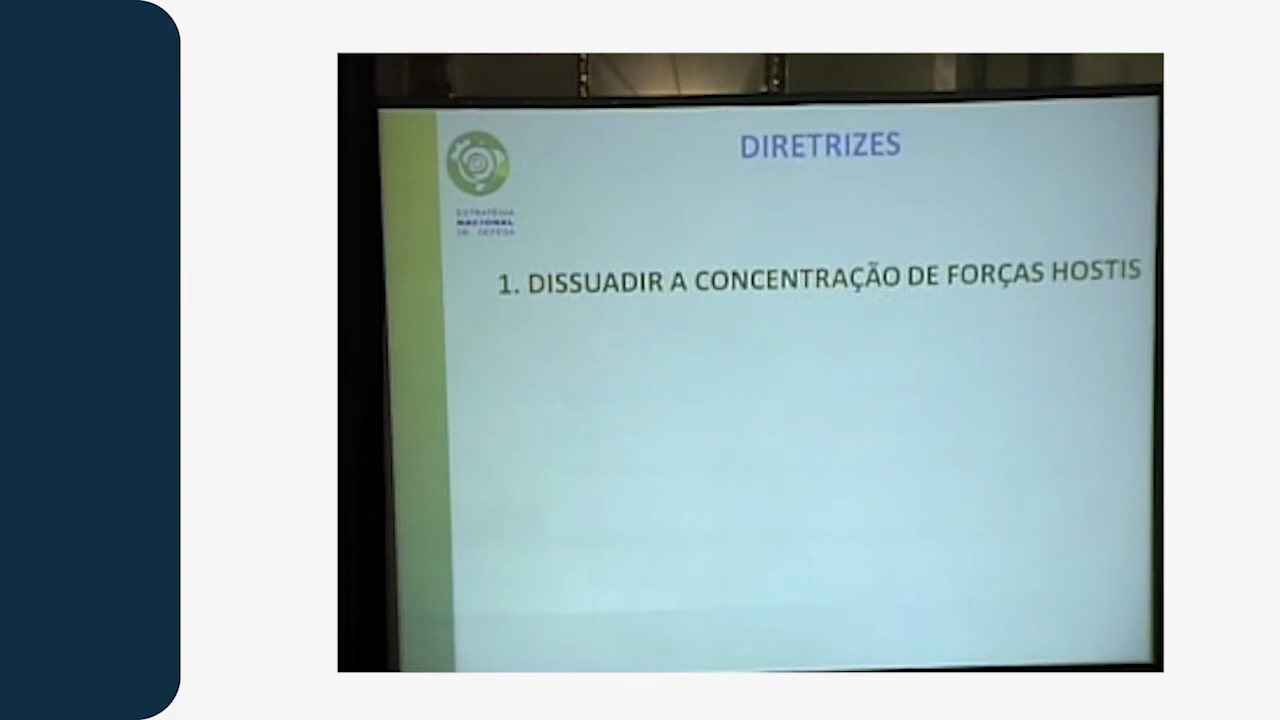 DIRETRIZES
ESTRATÉGIA
NACIONAL
DE DEFESA
1. DISSUADIR A CONCENTRAÇÃO DE FORÇAS HOSTIS